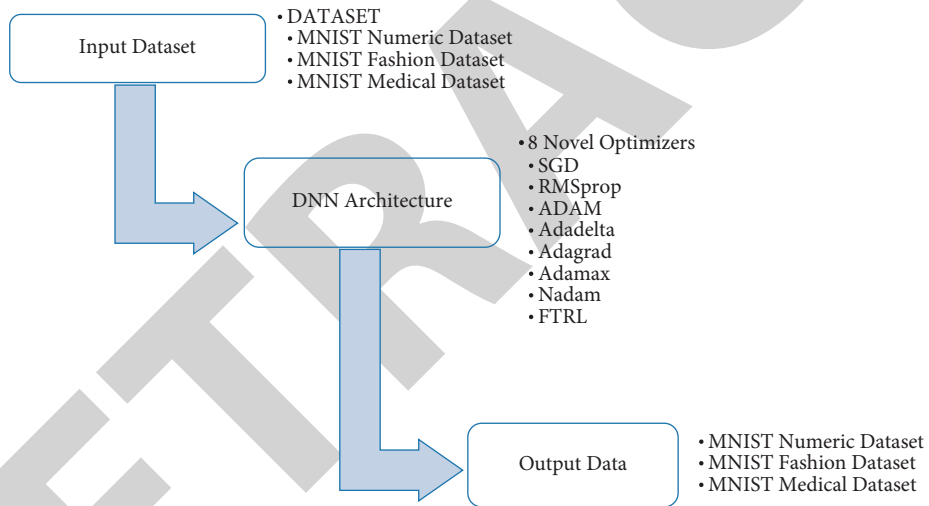 Input Dataset
• DATASET
• MNIST Numeric Dataset
• MNIST Fashion Dataset
• MNIST Medical Dataset
DNN Architecture
• 8 Novel Optimizers
• SGD
• RMSprop
• ADAM
• Adadelta
• Adagrad
• Adamax
• Nadam
• FTRL
Output Data
• MNIST Numeric Dataset
• MNIST Fashion Dataset
• MNIST Medical Dataset